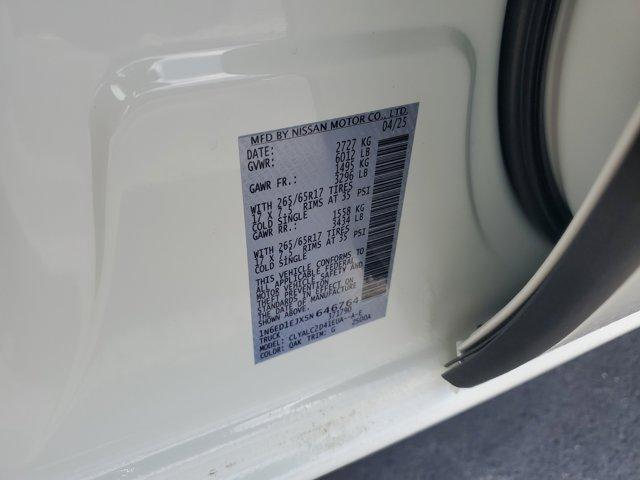 MFD BY NISSAN MOTOR CO., LTD.
DATE: 04/25
GVWR: 2727 KG
6012 LB
GAWR FR.: 1495 KG
3296 LB
WITH 265/65R17 TIRES
17 X 7.5 RIMS AT 35 PSI
COLD SINGLE
GAWR RR.: 1558 KG
3434 LB
WITH 265/65R17 TIRES
17 X 7.5 RIMS AT 35 PSI
COLD SINGLE
THIS VEHICLE CONFORMS TO
ALL APPLICABLE FEDERAL
MOTOR VEHICLE SAFETY AND
THEFT PREVENTION
STANDARDS IN EFFECT ON THE DATE OF MANUFACTURE
SHOWN ABOVE.
1N6ED1EJXSN646764
TRUCK 371790
CLYALC2D41EUA--A-E
COLOR: QAK TRIM: G 2500A